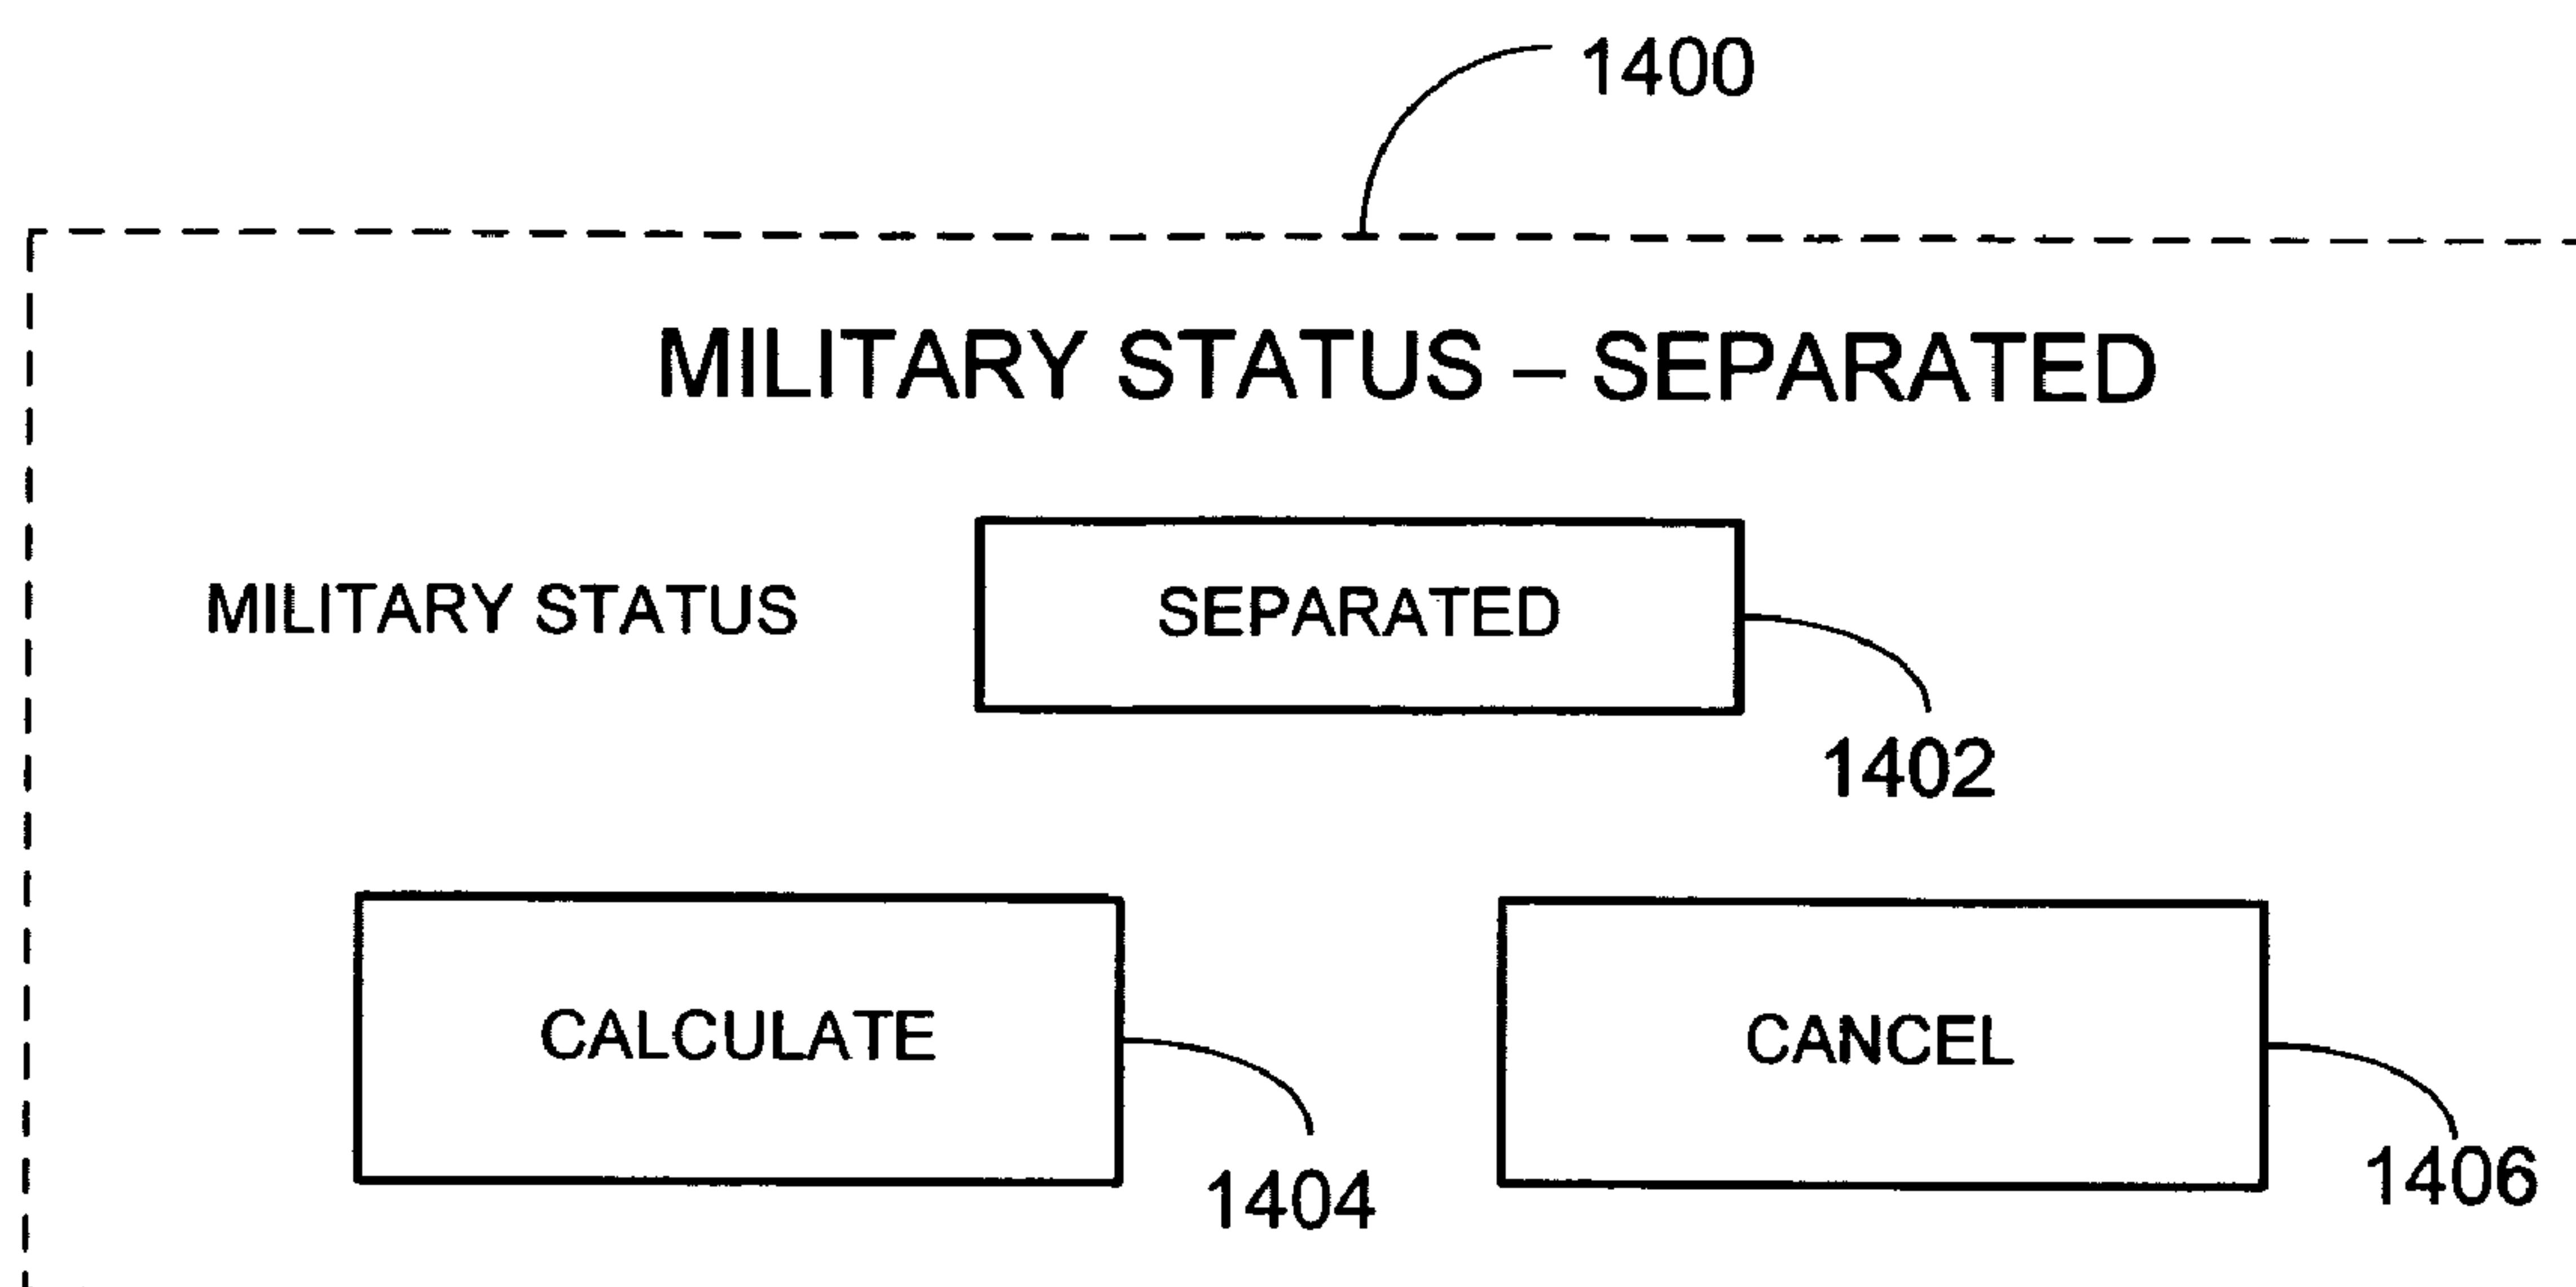 1400
MILITARY STATUS – SEPARATED
MILITARY STATUS
SEPARATED
1402
CALCULATE
CANCEL
1404
1406